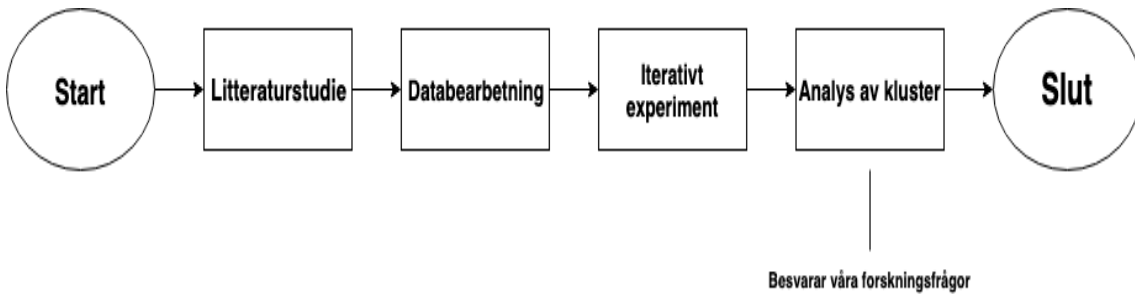 Start
Litteraturstudie
Databearbetning
Iterativt
experiment
Analys av kluster
Slut
Besvarar våra forskningsfrågor